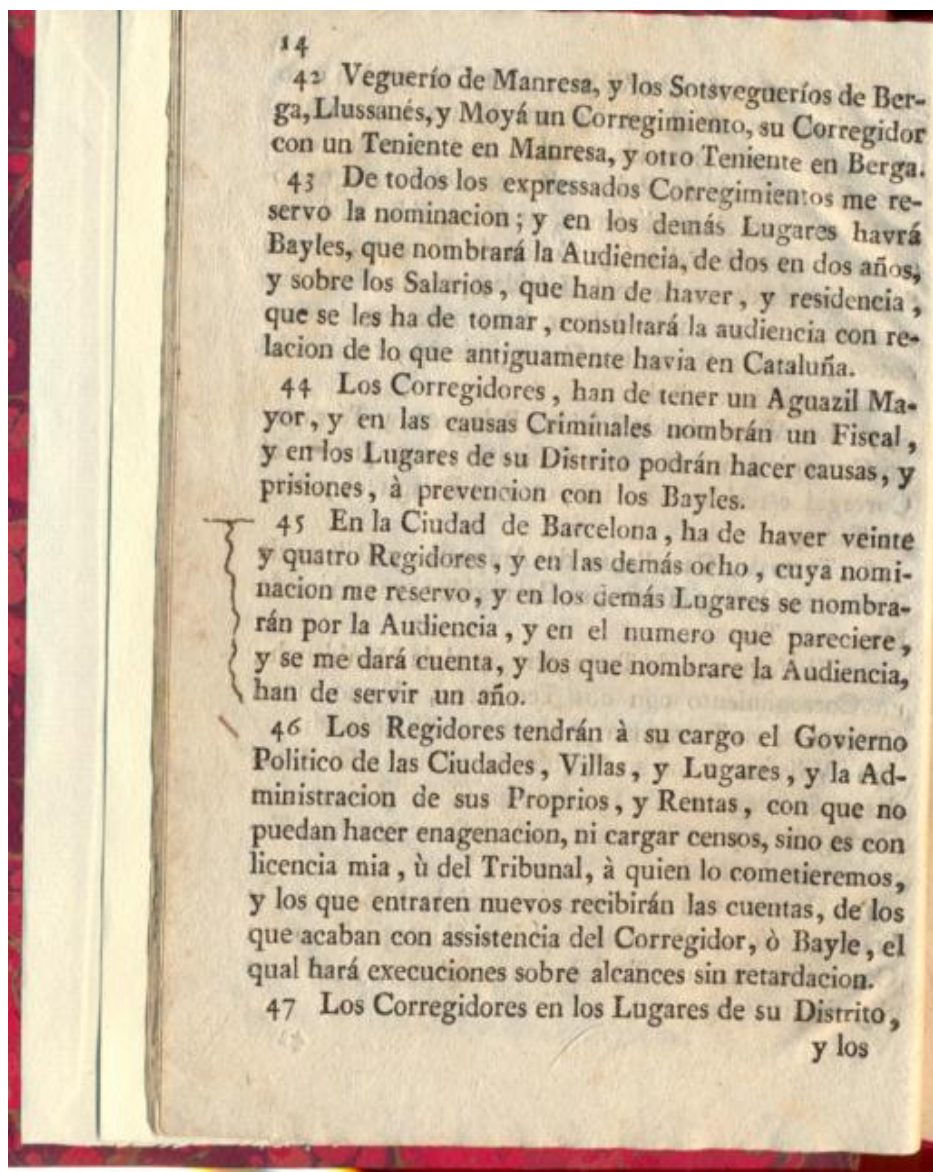 14
42 Veguerío de Manresa, y los Sotsvegueríos de Ber-
ga, Llussanés, y Moyá un Corregimiento, su Corregidor
con un Teniente en Manresa, y otro Teniente en Berga.
43 De todos los expressados Corregimientos me re-
servo la nominacion; y en los demás Lugares havrá
Bayles, que nombrará la Audiencia, de dos en dos años,
y sobre los Salarios, que han de haver, y residencia,
que se les ha de tomar, consultará la audiencia con re-
lacion de lo que antiguamente havia en Cataluña.
44 Los Corregidores, han de tener un Aguazil Ma-
yor, y en las causas Criminales nombrán un Fiscal,
y en los Lugares de su Distrito podrán hacer causas, y
prisiones, à prevencion con los Bayles.
45 En la Ciudad de Barcelona, ha de haver veinte
y quatro Regidores, y en las demás ocho, cuya nomi-
nacion me reservo, y en los demás Lugares se nombra-
rán por la Audiencia, y en el numero que pareciere,
y se me dará cuenta, y los que nombrare la Audiencia,
han de servir un año.
46 Los Regidores tendrán à su cargo el Govierno
Politico de las Ciudades, Villas, y Lugares, y la Ad-
ministracion de sus Proprios, y Rentas, con que no
puedan hacer enagenacion, ni cargar censos, sino es con
licencia mia, ù del Tribunal, à quien lo cometieremos,
y los que entraren nuevos recibirán las cuentas, de los
que acaban con assistencia del Corregidor, ò Bayle, el
qual hará execuciones sobre alcances sin retardacion.
47 Los Corregidores en los Lugares de su Distrito,
y los